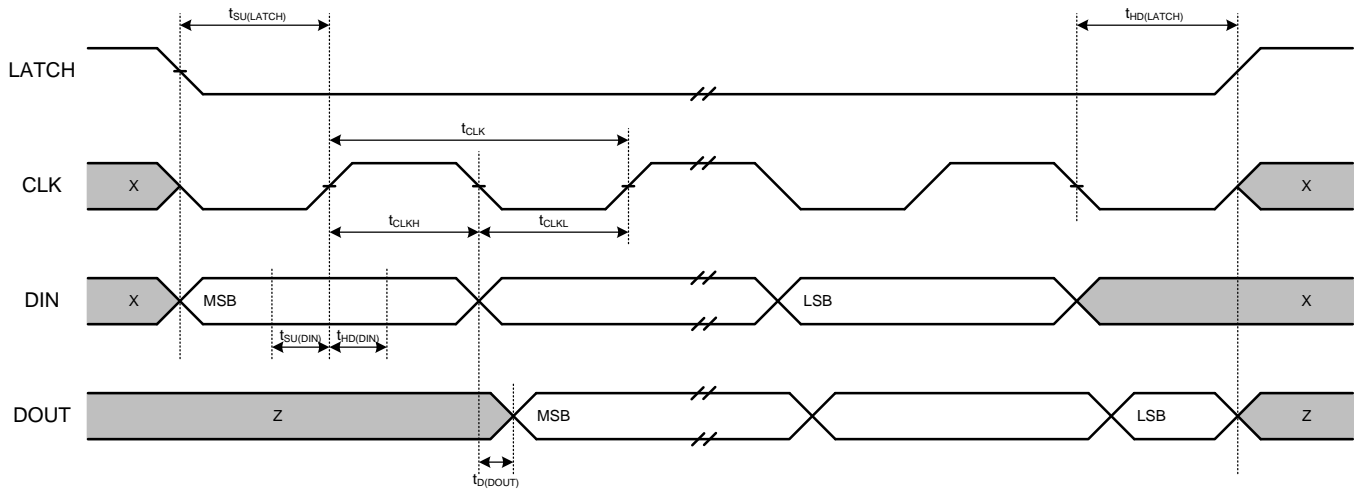 tSU(LATCH)
tHD(LATCH)
LATCH
tCLK
CLK
X
X
tCLKH
tCLKL
DIN
X
MSB
LSB
X
tSU(DIN)
tHD(DIN)
DOUT
Z
MSB
LSB
Z
tD(DOUT)